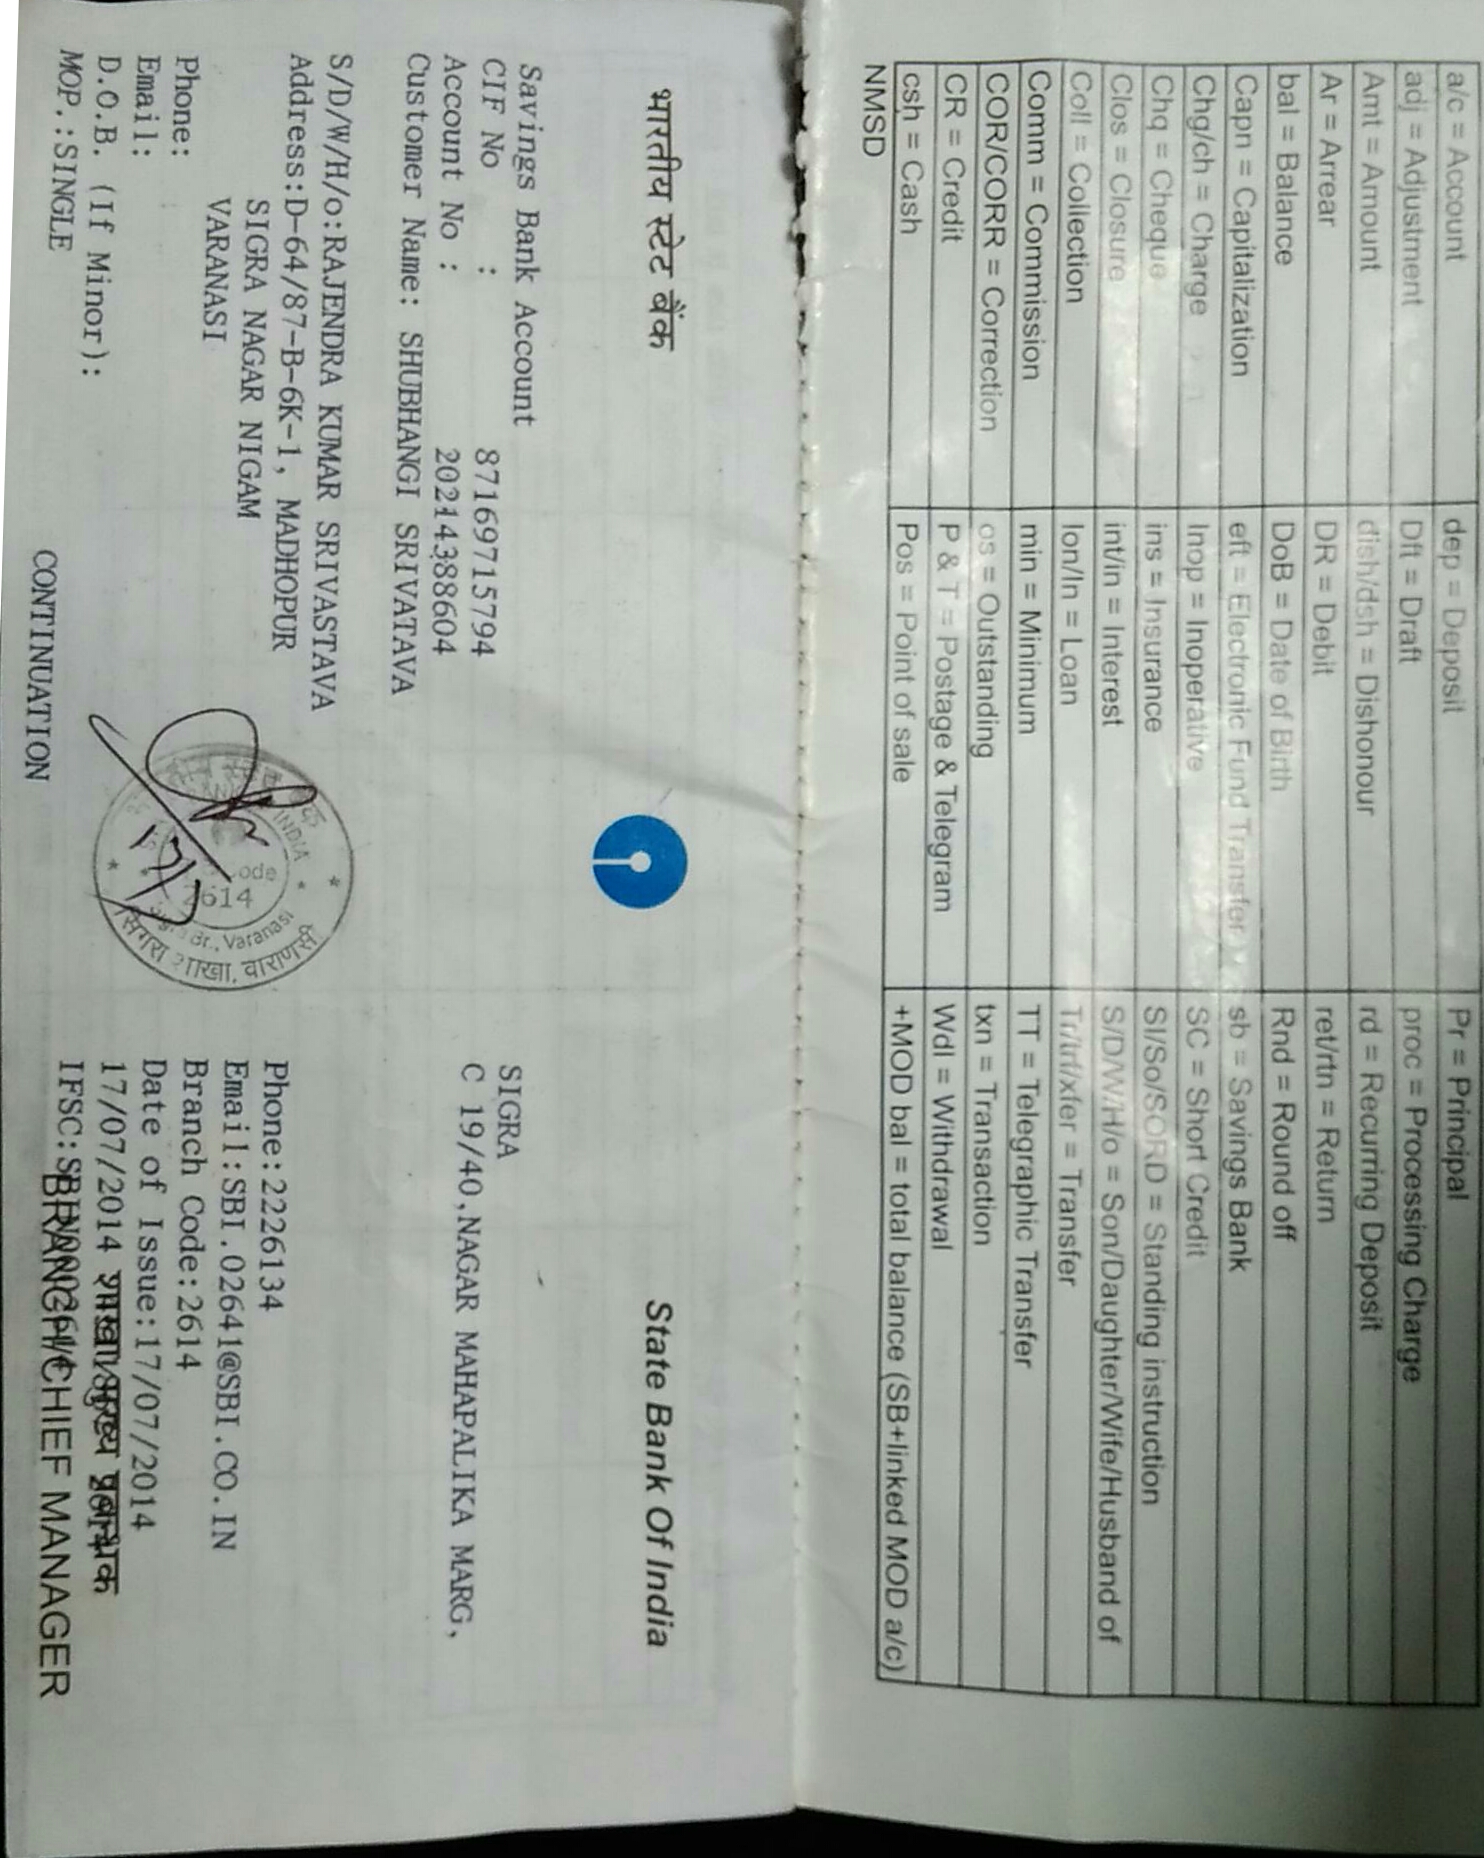 a/c = Account dep = Deposit Pr = Principal
adj = Adjustment Dft = Draft proc = Processing Charge
Amt = Amount dish/dsh = Dishonour rd = Recurring Deposit
Ar = Arrear DR = Debit ret/rtn = Return
bal = Balance DoB = Date of Birth Rnd = Round off
Capn = Capitalization eft = Electronic Fund Transfer sb = Savings Bank
Chg/ch = Charge Inop = Inoperative SC = Short Credit
Chq = Cheque ins = Insurance SI/So/SORD = Standing instruction
Clos = Closure int/in = Interest S/D/W/H/o = Son/Daughter/Wife/Husband of
Coll = Collection lon/ln = Loan Tr/trf/xfer = Transfer
Comm = Commission min = Minimum TT = Telegraphic Transfer
COR/CORR = Correction os = Outstanding txn = Transaction
CR = Credit P & T = Postage & Telegram Wdl = Withdrawal
csh = Cash Pos = Point of sale +MOD bal = total balance (SB+linked MOD a/c)
NMSD
भारतीय स्टेट बैंक State Bank Of India
Savings Bank Account SIGRA
CIF No : 87169715794 C 19/40,NAGAR MAHAPALIKA MARG,
Account No : 20214388604
Customer Name: SHUBHANGI SRIVATAVA
S/D/W/H/o:RAJENDRA KUMAR SRIVASTAVA
Address:D-64/87-B-6K-1, MADHOPUR Phone:2226134
SIGRA NAGAR NIGAM Email:SBI.02641@SBI.CO.IN
VARANASI Branch Code:2614
Phone: Date of Issue:17/07/2014
Email: 17/07/2014 शाखा/मुख्य प्रबन्धक
D.O.B. (If Minor): IFSC:SBIN0002614
MOP.:SINGLE BRANCH/CHIEF MANAGER
CONTINUATION
INDIA
2614
Br., Varanasi
सिगरा शाखा, वाराणसी